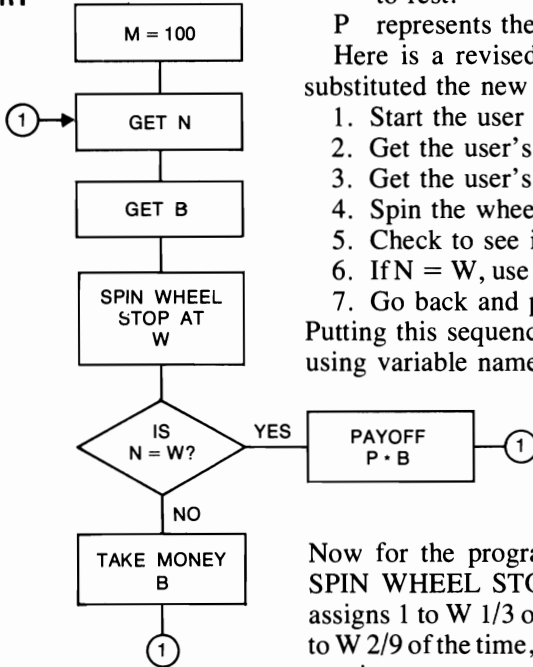 M = 100
1
GET N
GET B
SPIN WHEEL
STOP AT
W
IS
N = W?
YES
PAYOFF
P * B
1
NO
TAKE MONEY
B
1
to rest.
P represents the
Here is a revised
substituted the new
1. Start the user
2. Get the user's
3. Get the user's
4. Spin the whee
5. Check to see i
6. If N = W, use
7. Go back and p
Putting this sequenc
using variable name
Now for the progra
SPIN WHEEL STO
assigns 1 to W 1/3 o
to W 2/9 of the time,